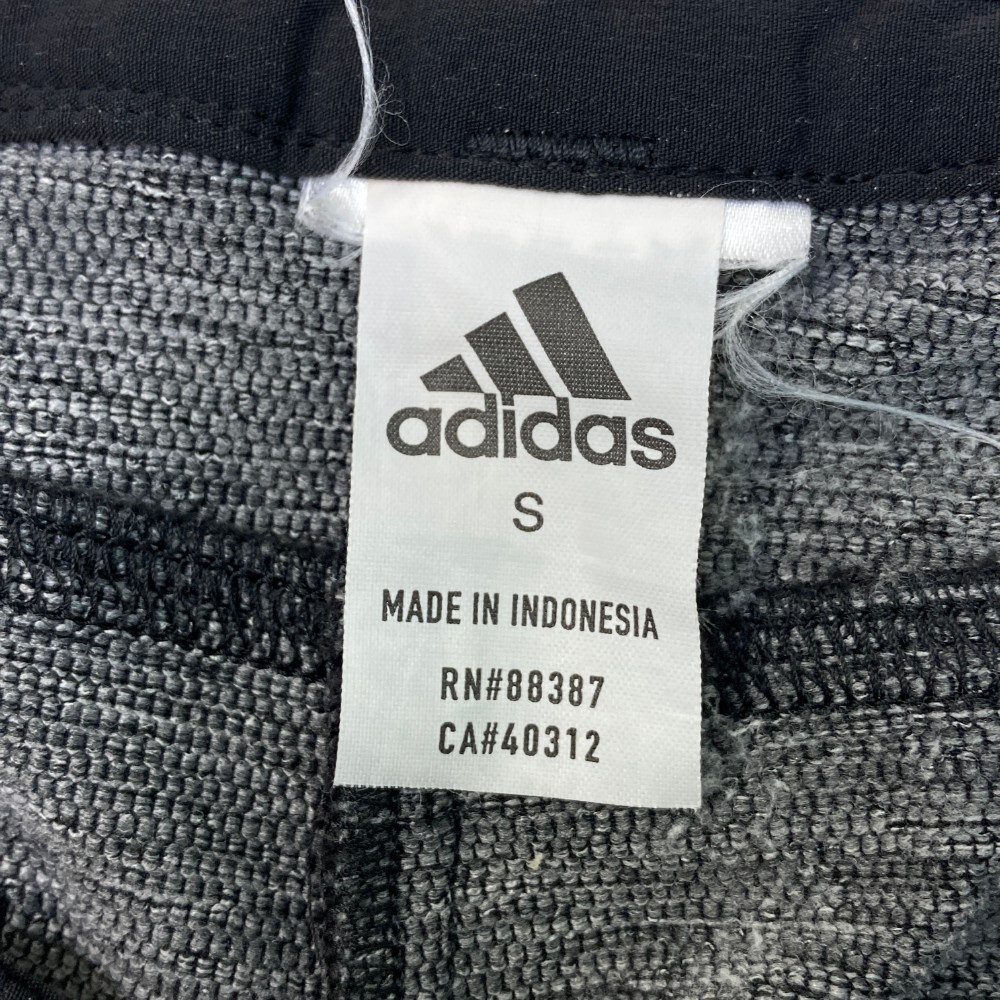 adidas
S
MADE IN INDONESIA
RN#88387
CA#40312